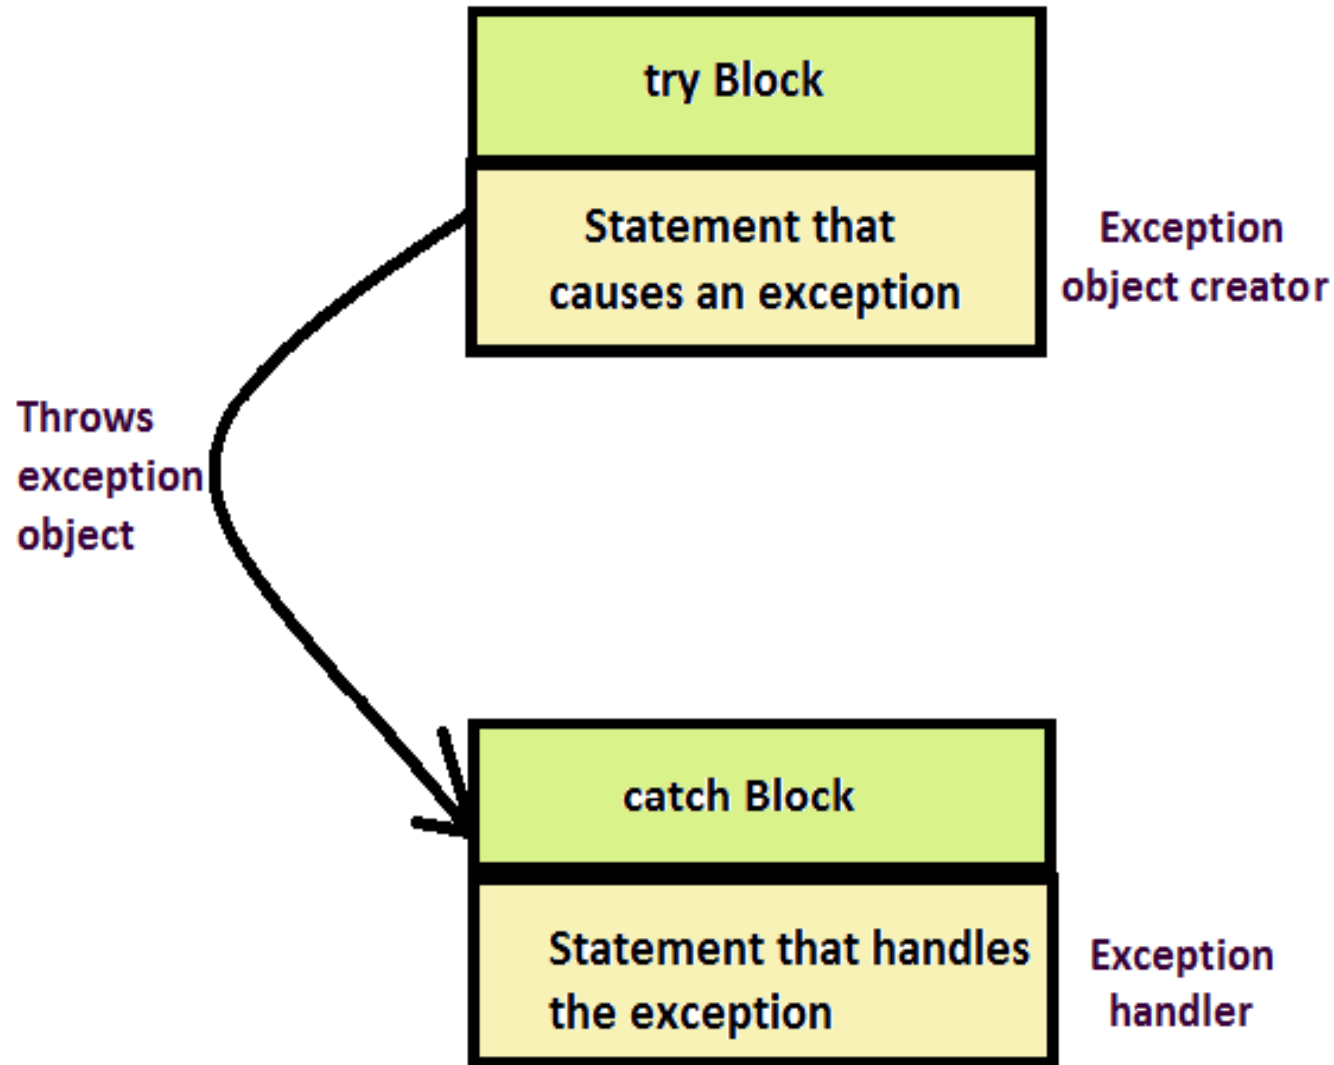 try Block
Statement that
causes an exception
Exception
object creator
Throws
exception
object
catch Block
Statement that handles
the exception
Exception
handler